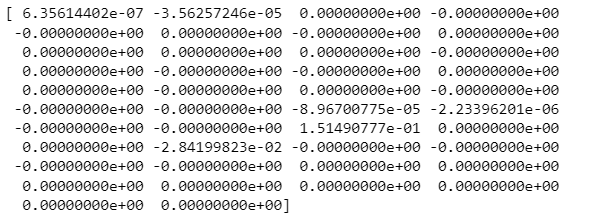 [ 6.35614402e-07 -3.56257246e-05 0.00000000e+00 -0.00000000e+00
-0.00000000e+00 0.00000000e+00 -0.00000000e+00 0.00000000e+00
0.00000000e+00 0.00000000e+00 0.00000000e+00 -0.00000000e+00
0.00000000e+00 -0.00000000e+00 -0.00000000e+00 0.00000000e+00
0.00000000e+00 0.00000000e+00 0.00000000e+00 -0.00000000e+00
-0.00000000e+00 -0.00000000e+00 -8.96700775e-05 -2.23396201e-06
-0.00000000e+00 -0.00000000e+00 1.51490777e-01 0.00000000e+00
0.00000000e+00 -2.84199823e-02 -0.00000000e+00 -0.00000000e+00
-0.00000000e+00 -0.00000000e+00 0.00000000e+00 0.00000000e+00
0.00000000e+00 0.00000000e+00 0.00000000e+00 0.00000000e+00
0.00000000e+00 0.00000000e+00]